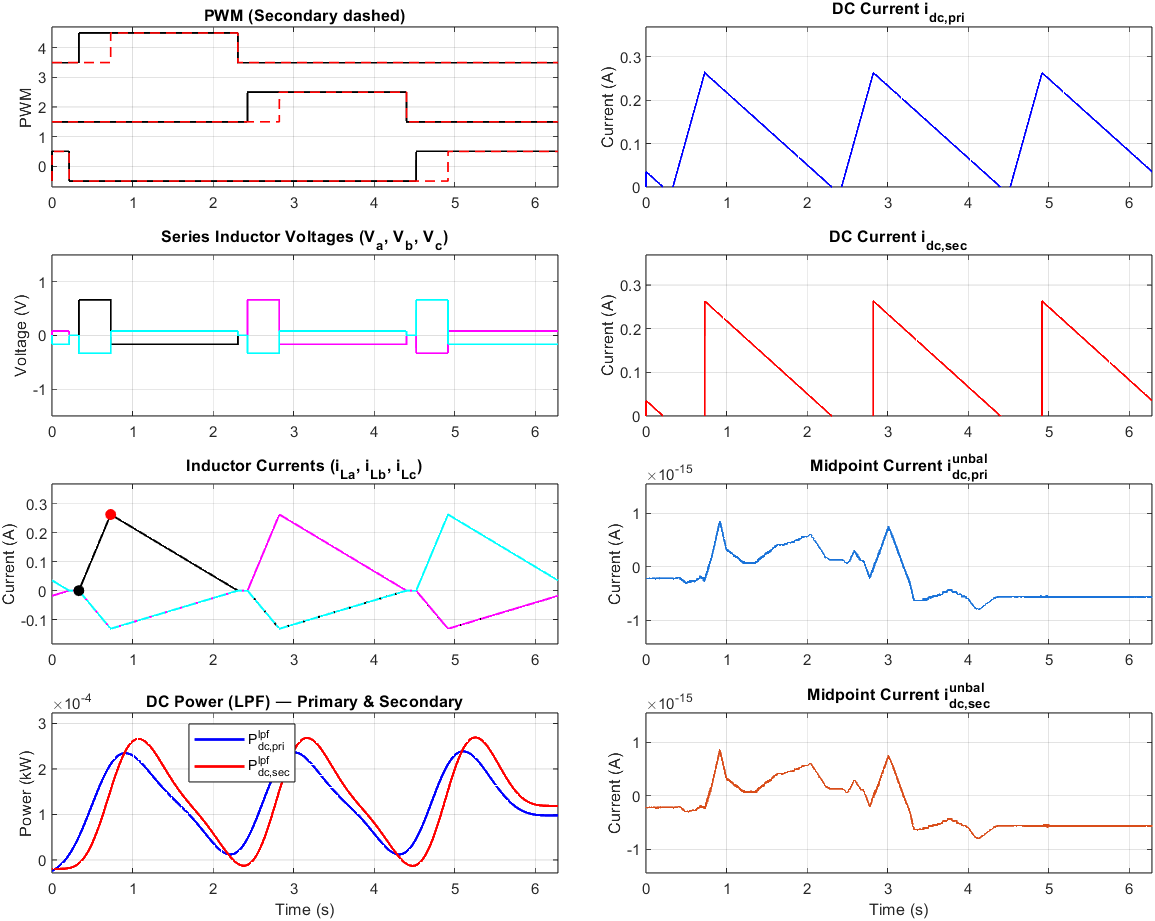 PWM (Secondary dashed)
PWM
4
3
2
1
0
0 1 2 3 4 5 6
DC Current i_dc,pri
Current (A)
0.3
0.2
0.1
0
0 1 2 3 4 5 6
Series Inductor Voltages (V_a, V_b, V_c)
Voltage (V)
1
0
-1
0 1 2 3 4 5 6
DC Current i_dc,sec
Current (A)
0.3
0.2
0.1
0
0 1 2 3 4 5 6
Inductor Currents (i_La, i_Lb, i_Lc)
Current (A)
0.3
0.2
0.1
0
-0.1
0 1 2 3 4 5 6
Midpoint Current i_dc,pri^unbal
×10^-15
Current (A)
1
0
-1
0 1 2 3 4 5 6
DC Power (LPF) — Primary & Secondary
×10^-4
Power (kW)
3
2
1
0
P_dc,pri^lpf
P_dc,sec^lpf
0 1 2 3 4 5 6
Time (s)
Midpoint Current i_dc,sec^unbal
×10^-15
Current (A)
1
0
-1
0 1 2 3 4 5 6
Time (s)